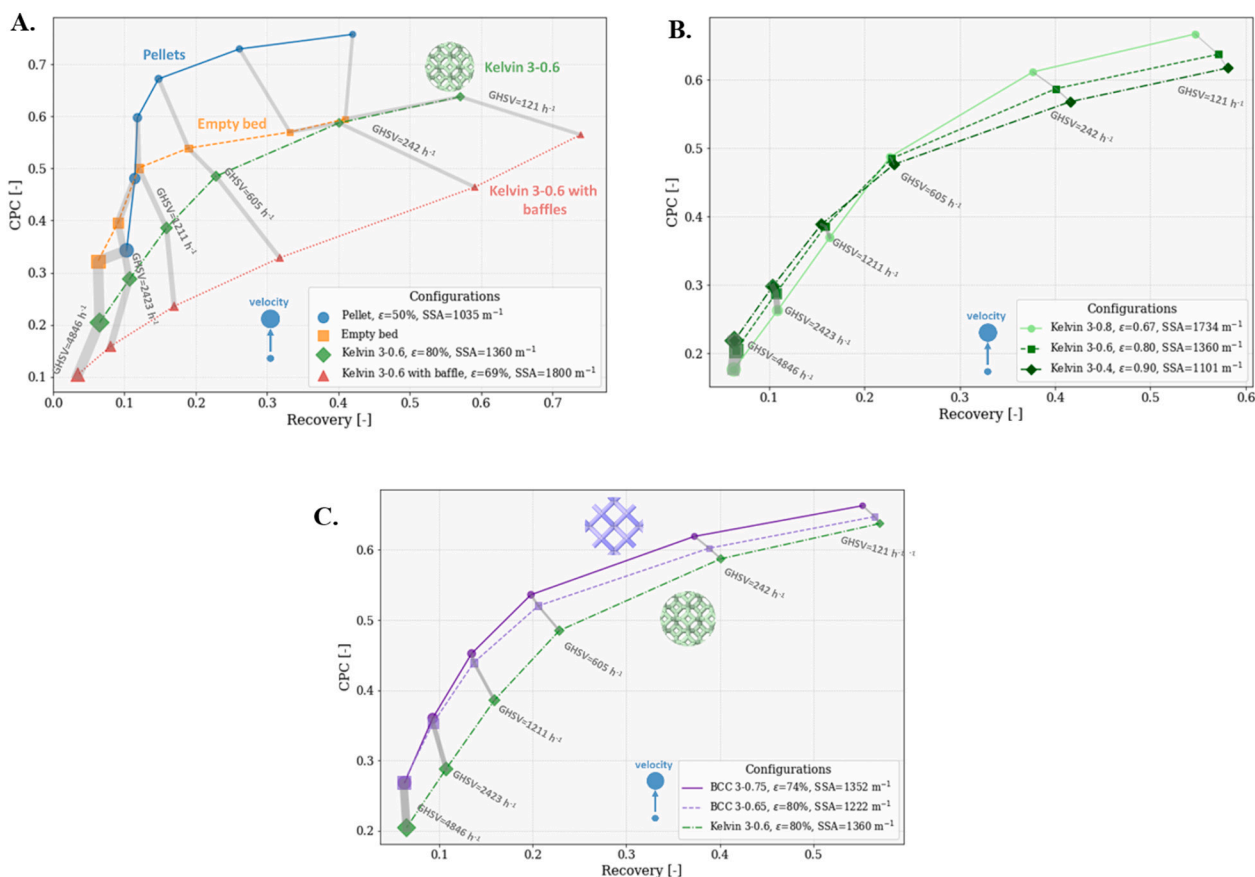 A.
CPC [-]
0.7
0.6
0.5
0.4
0.3
0.2
0.1
0.0
0.1
0.2
0.3
0.4
0.5
0.6
0.7
Recovery [-]
Pellets
Empty bed
Kelvin 3-0.6
Kelvin 3-0.6 with
baffles
GHSV=121 h⁻¹
GHSV=242 h⁻¹
GHSV=605 h⁻¹
GHSV=1211 h⁻¹
GHSV=2423 h⁻¹
GHSV=4846 h⁻¹
velocity
Configurations
Pellet, ε=50%, SSA=1035 m⁻¹
Empty bed
Kelvin 3-0.6, ε=80%, SSA=1360 m⁻¹
Kelvin 3-0.6 with baffle, ε=69%, SSA=1800 m⁻¹
B.
CPC [-]
0.6
0.5
0.4
0.3
0.2
0.1
0.2
0.3
0.4
0.5
0.6
Recovery [-]
GHSV=121 h⁻¹
GHSV=242 h⁻¹
GHSV=605 h⁻¹
GHSV=1211 h⁻¹
GHSV=2423 h⁻¹
GHSV=4846 h⁻¹
velocity
Configurations
Kelvin 3-0.8, ε=0.67, SSA=1734 m⁻¹
Kelvin 3-0.6, ε=0.80, SSA=1360 m⁻¹
Kelvin 3-0.4, ε=0.90, SSA=1101 m⁻¹
C.
CPC [-]
0.6
0.5
0.4
0.3
0.2
0.1
0.2
0.3
0.4
0.5
Recovery [-]
GHSV=121 h⁻¹ ⁻¹
GHSV=242 h⁻¹
GHSV=605 h⁻¹
GHSV=1211 h⁻¹
GHSV=2423 h⁻¹
GHSV=4846 h⁻¹
velocity
Configurations
BCC 3-0.75, ε=74%, SSA=1352 m⁻¹
BCC 3-0.65, ε=80%, SSA=1222 m⁻¹
Kelvin 3-0.6, ε=80%, SSA=1360 m⁻¹